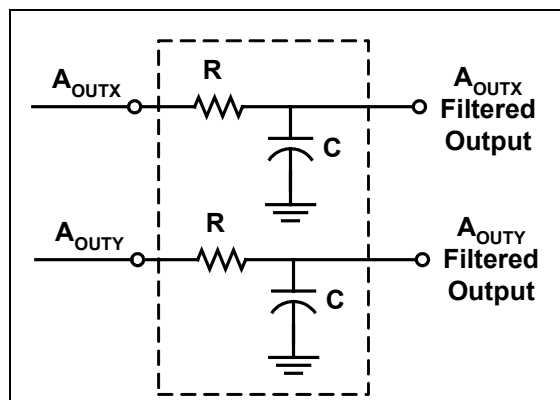 R
A_OUTX
A_OUTX
Filtered
Output
C
R
A_OUTY
A_OUTY
Filtered
Output
C